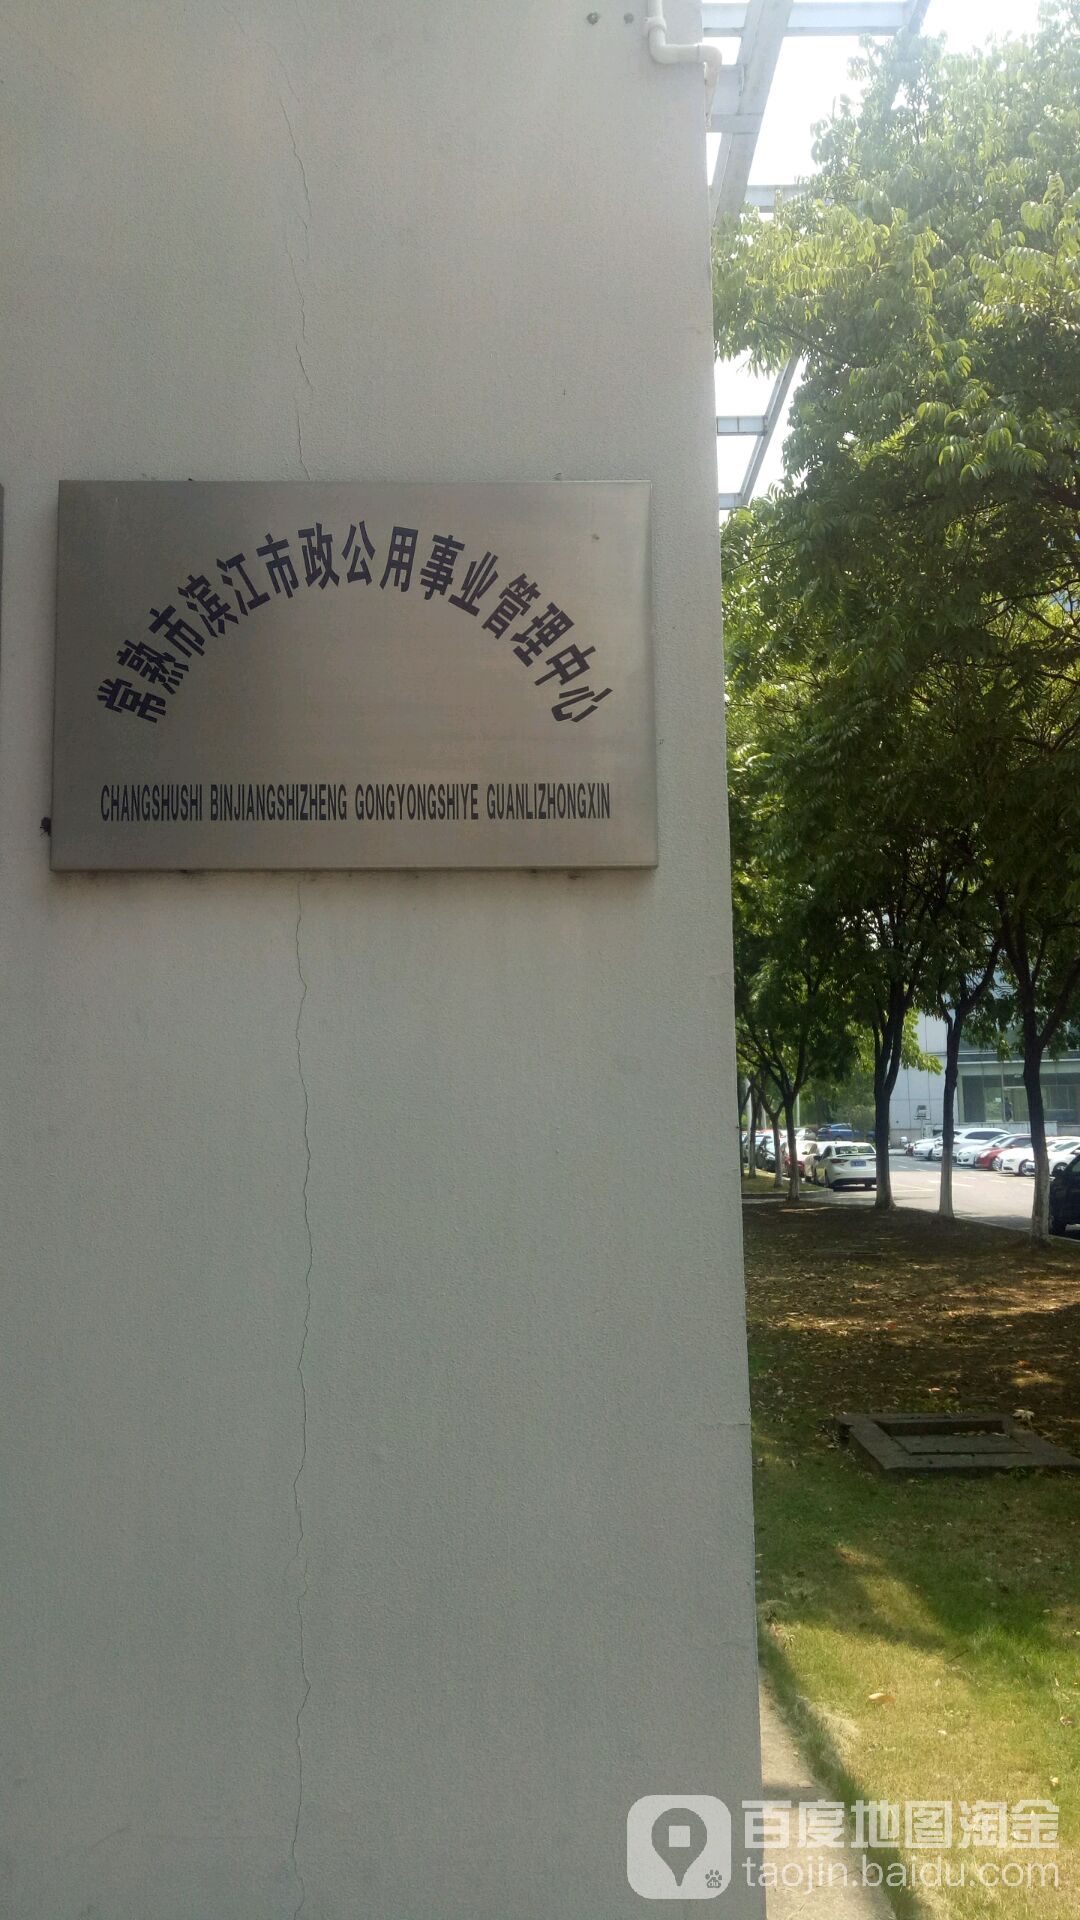 常熟市滨江市政公用事业管理中心
CHANGSHUSHI BINJIANGSHIZHENG GONGYONGSHIYE GUANLIZHONGXIN
百度地图淘金
taojin.baidu.com